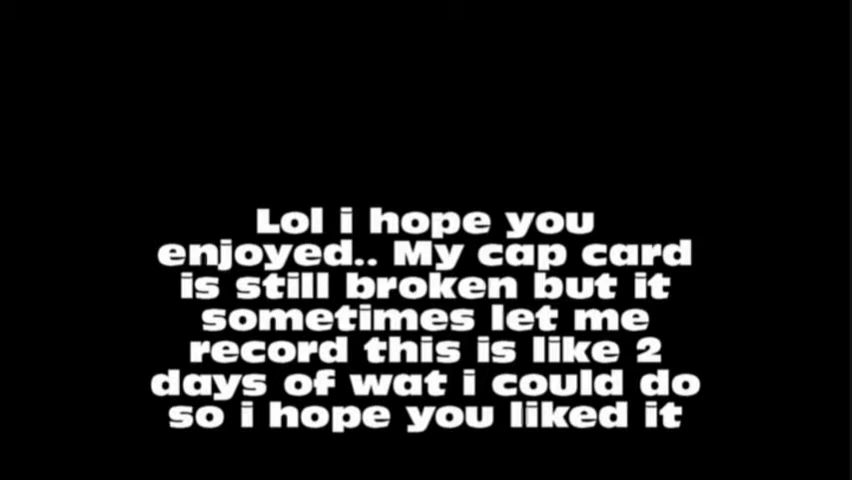 Lol i hope you
enjoyed.. My cap card
is still broken but it
sometimes let me
record this is like 2
days of wat i could do
so i hope you liked it